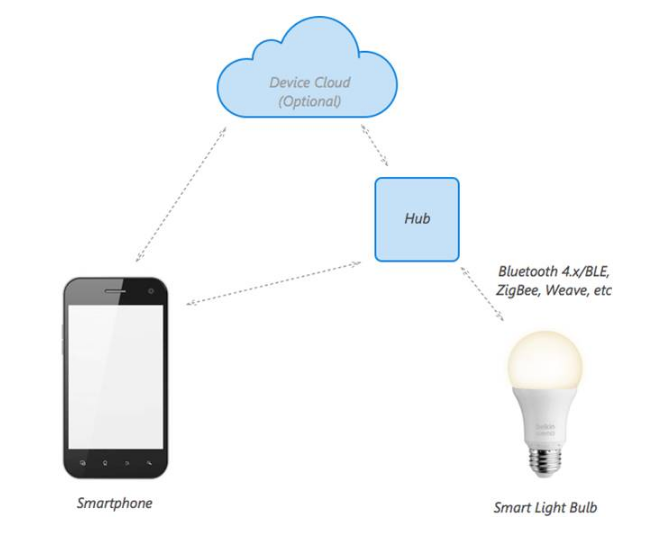 Device Cloud
(Optional)
Hub
Bluetooth 4.x/BLE,
ZigBee, Weave, etc
Smartphone
Smart Light Bulb